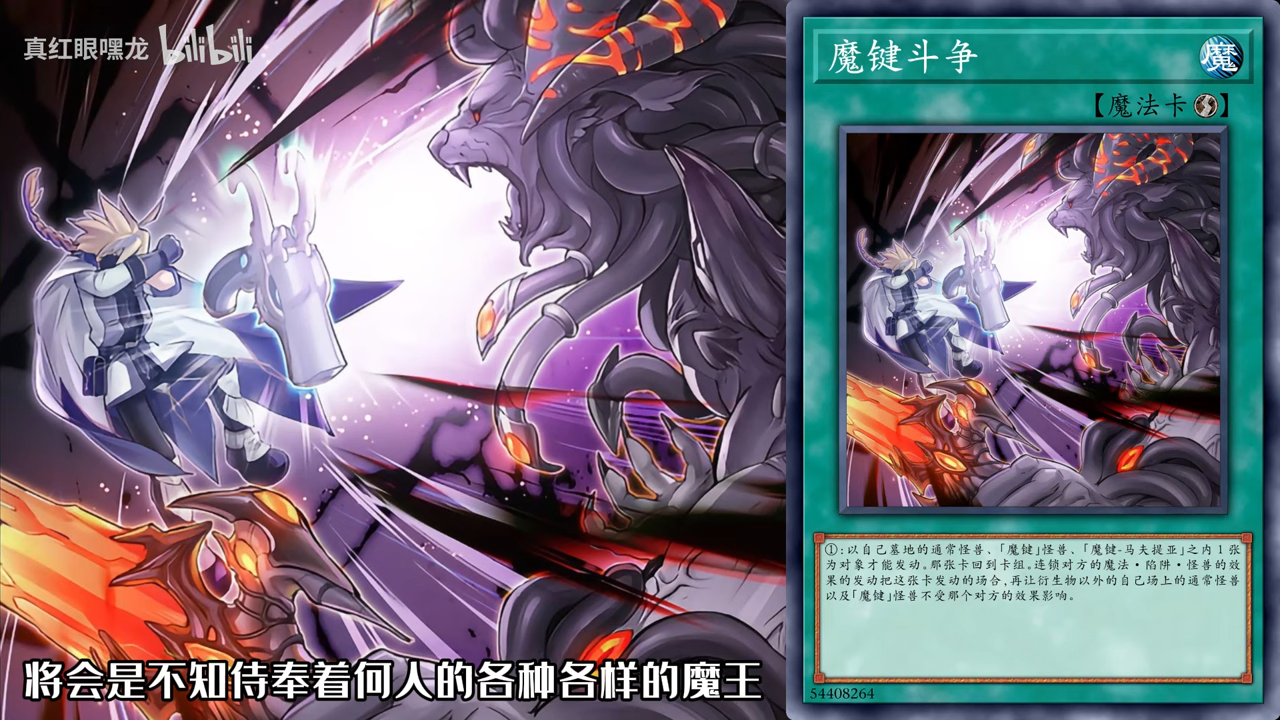 真红眼嘿龙 bilibili
魔键斗争
魔
【魔法卡】
①:以自己墓地的通常怪兽、「魔键」怪兽、「魔键-马夫提亚」之内1张
为对象才能发动。那张卡回到卡组。连锁对方的魔法・陷阱・怪兽的效
果的发动把这张卡发动的场合,再让衍生物以外的自己场上的通常怪兽
以及「魔键」怪兽不受那个对方的效果影响。
54408264
将会是不知侍奉着何人的各种各样的魔王